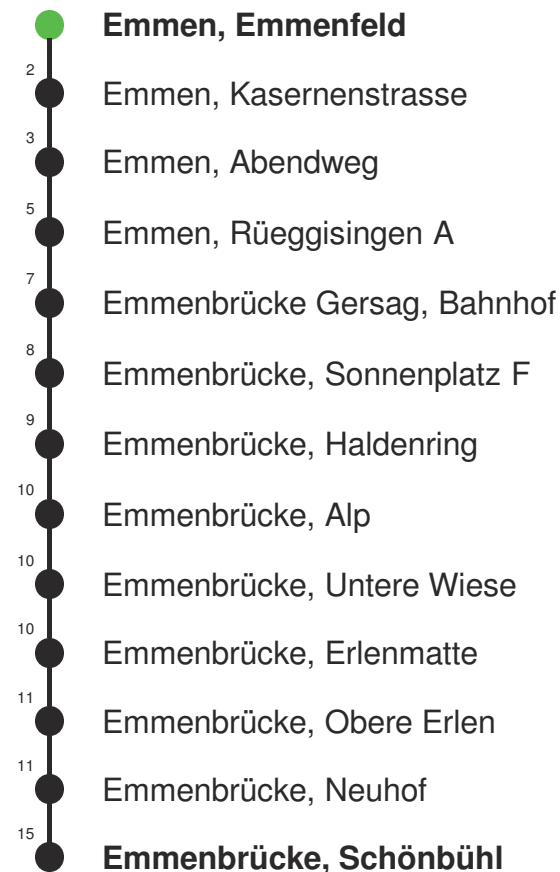 Emmen, Emmenfeld
2
Emmen, Kasernenstrasse
3
Emmen, Abendweg
5
Emmen, Rüeggisingen A
7
Emmenbrücke Gersag, Bahnhof
8
Emmenbrücke, Sonnenplatz F
9
Emmenbrücke, Haldenring
10
Emmenbrücke, Alp
10
Emmenbrücke, Untere Wiese
10
Emmenbrücke, Erlenmatte
11
Emmenbrücke, Obere Erlen
11
Emmenbrücke, Neuhof
15
Emmenbrücke, Schönbühl